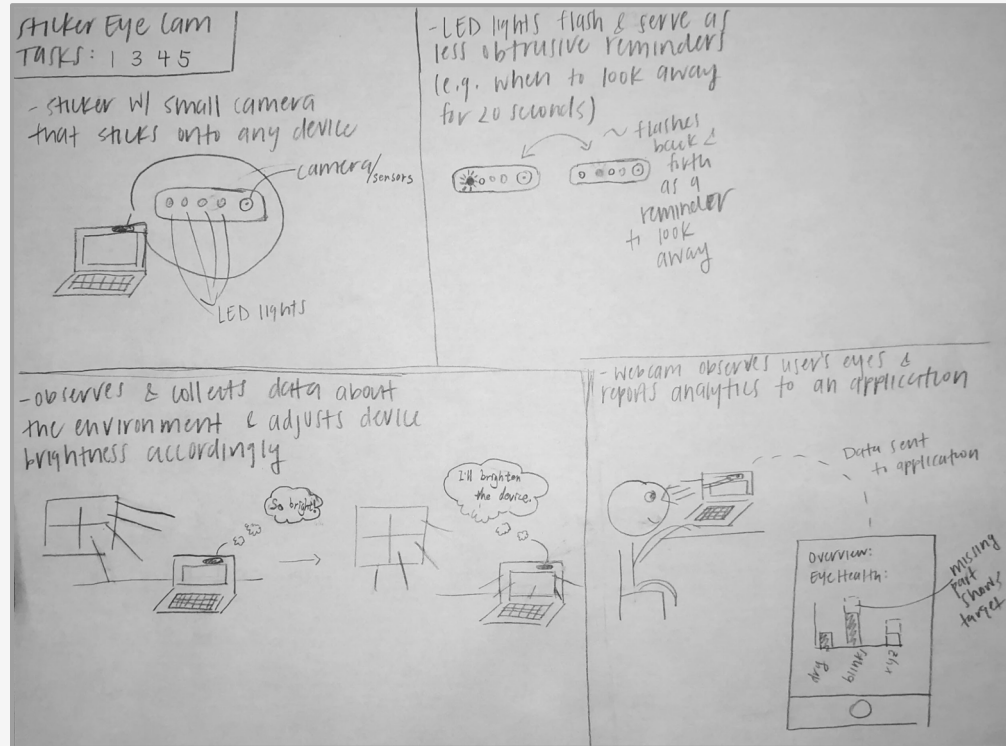 Sticker Eye Cam
TASKS: 1 3 4 5
- sticker w/ small camera
that sticks onto any device
camera/sensors
LED lights
- LED lights flash & serve as
less obtrusive reminders
(e.g. when to look away
for 20 seconds)
~ flashes
back &
forth
as a
reminder
to look
away
- observes & collects data about
the environment & adjusts device
brightness accordingly
So bright!
I'll brighten
the device.
- webcam observes user's eyes &
reports analytics to an application
Data sent
to application
overview:
Eye Health:
missing
part
shows
target
dry
blinks
xyz